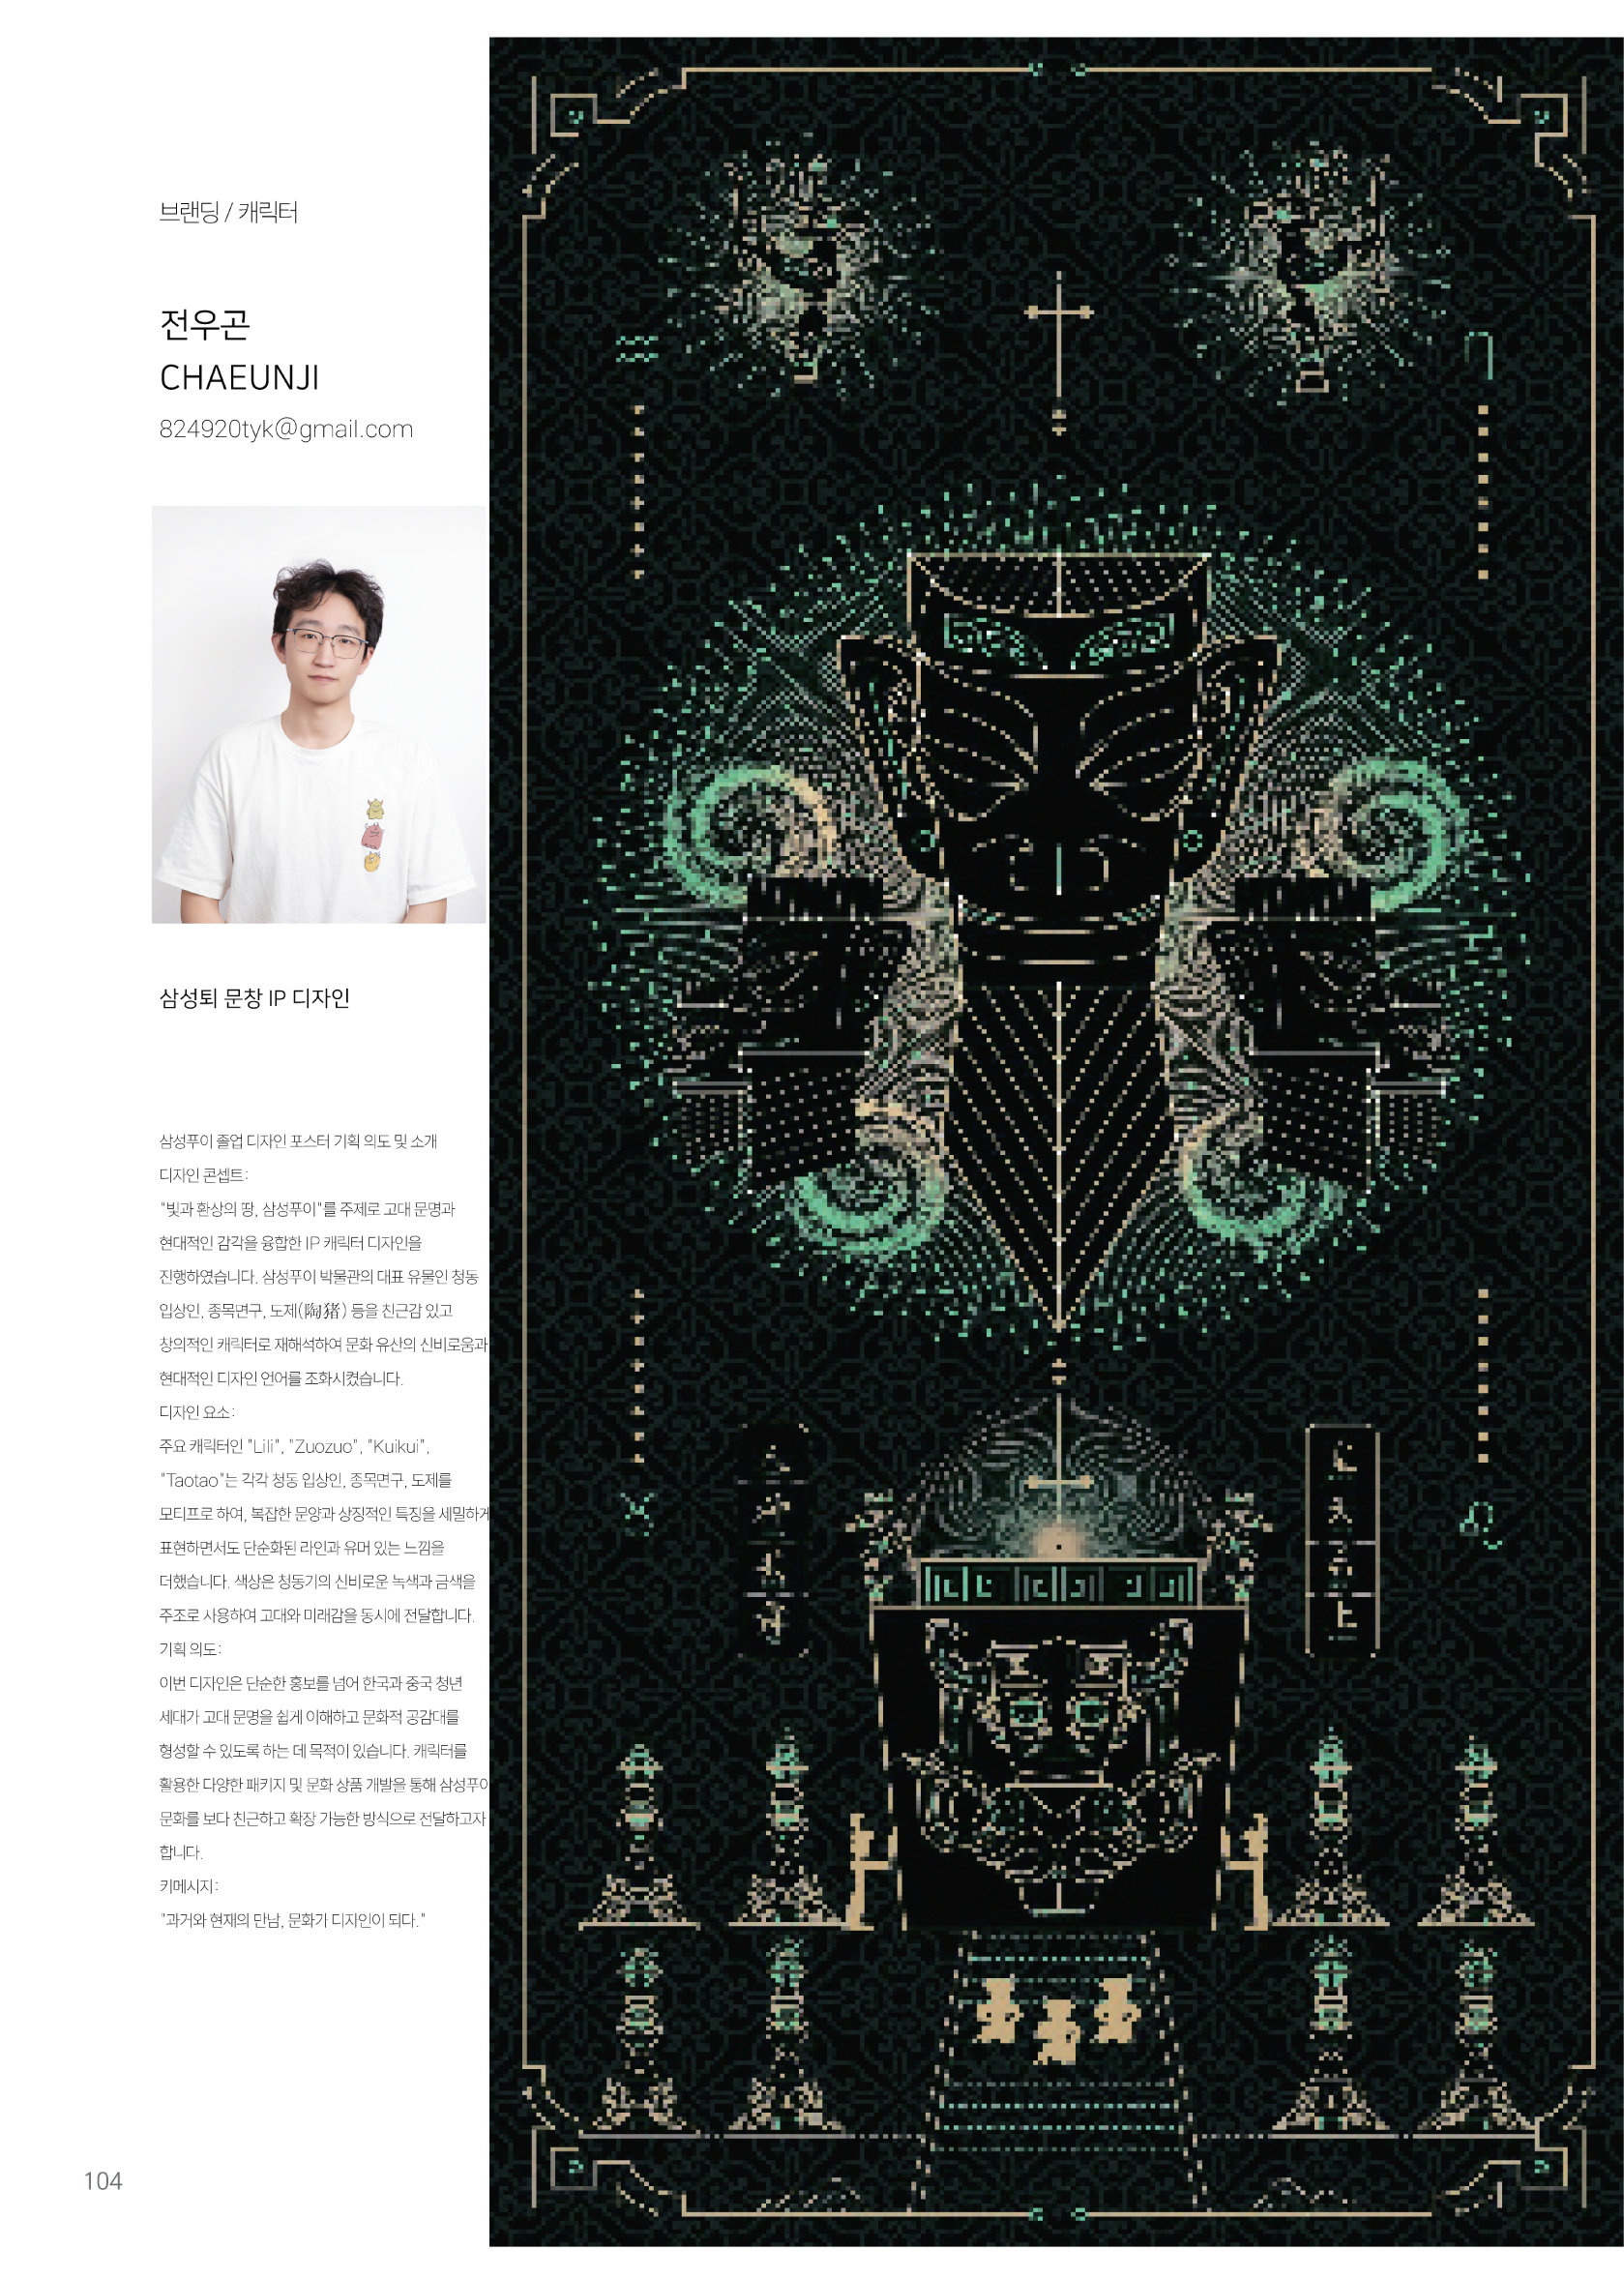 브랜딩 / 캐릭터
전우곤
CHAEUNJI
824920tyk@gmail.com
삼성퇴 문창 IP 디자인
삼성푸이 졸업 디자인 포스터 기획 의도 및 소개
디자인 콘셉트:
"빛과 환상의 땅, 삼성푸이"를 주제로 고대 문명과
현대적인 감각을 융합한 IP 캐릭터 디자인을
진행하였습니다. 삼성푸이 박물관의 대표 유물인 청동
입상인, 종목면구, 도제(陶猪) 등을 친근감 있고
창의적인 캐릭터로 재해석하여 문화 유산의 신비로움과
현대적인 디자인 언어를 조화시켰습니다.
디자인 요소:
주요 캐릭터인 "Lili", "Zuozuo", "Kuikui",
"Taotao"는 각각 청동 입상인, 종목면구, 도제를
모티프로 하여, 복잡한 문양과 상징적인 특징을 세밀하게
표현하면서도 단순화된 라인과 유머 있는 느낌을
더했습니다. 색상은 청동기의 신비로운 녹색과 금색을
주조로 사용하여 고대와 미래감을 동시에 전달합니다.
기획 의도:
이번 디자인은 단순한 홍보를 넘어 한국과 중국 청년
세대가 고대 문명을 쉽게 이해하고 문화적 공감대를
형성할 수 있도록 하는 데 목적이 있습니다. 캐릭터를
활용한 다양한 패키지 및 문화 상품 개발을 통해 삼성푸이
문화를 보다 친근하고 확장 가능한 방식으로 전달하고자
합니다.
키메시지:
"과거와 현재의 만남, 문화가 디자인이 되다."
104